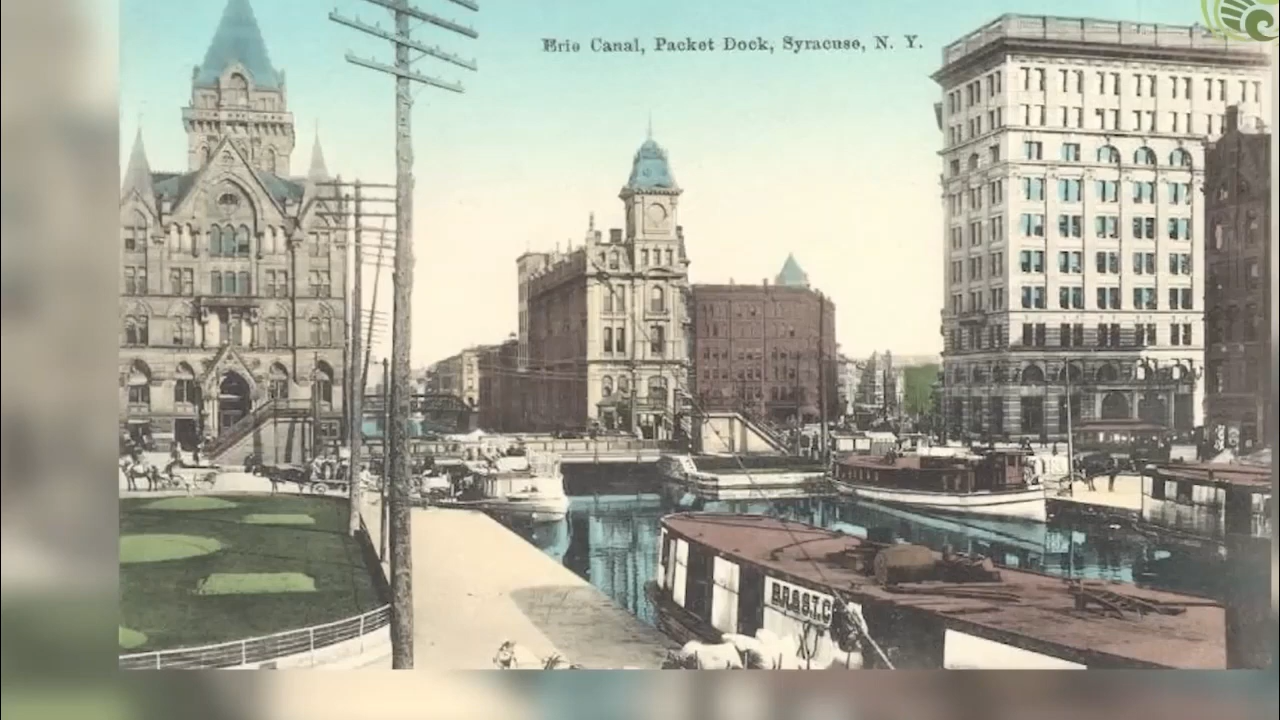 Erie Canal, Packet Dock, Syracuse, N. Y.